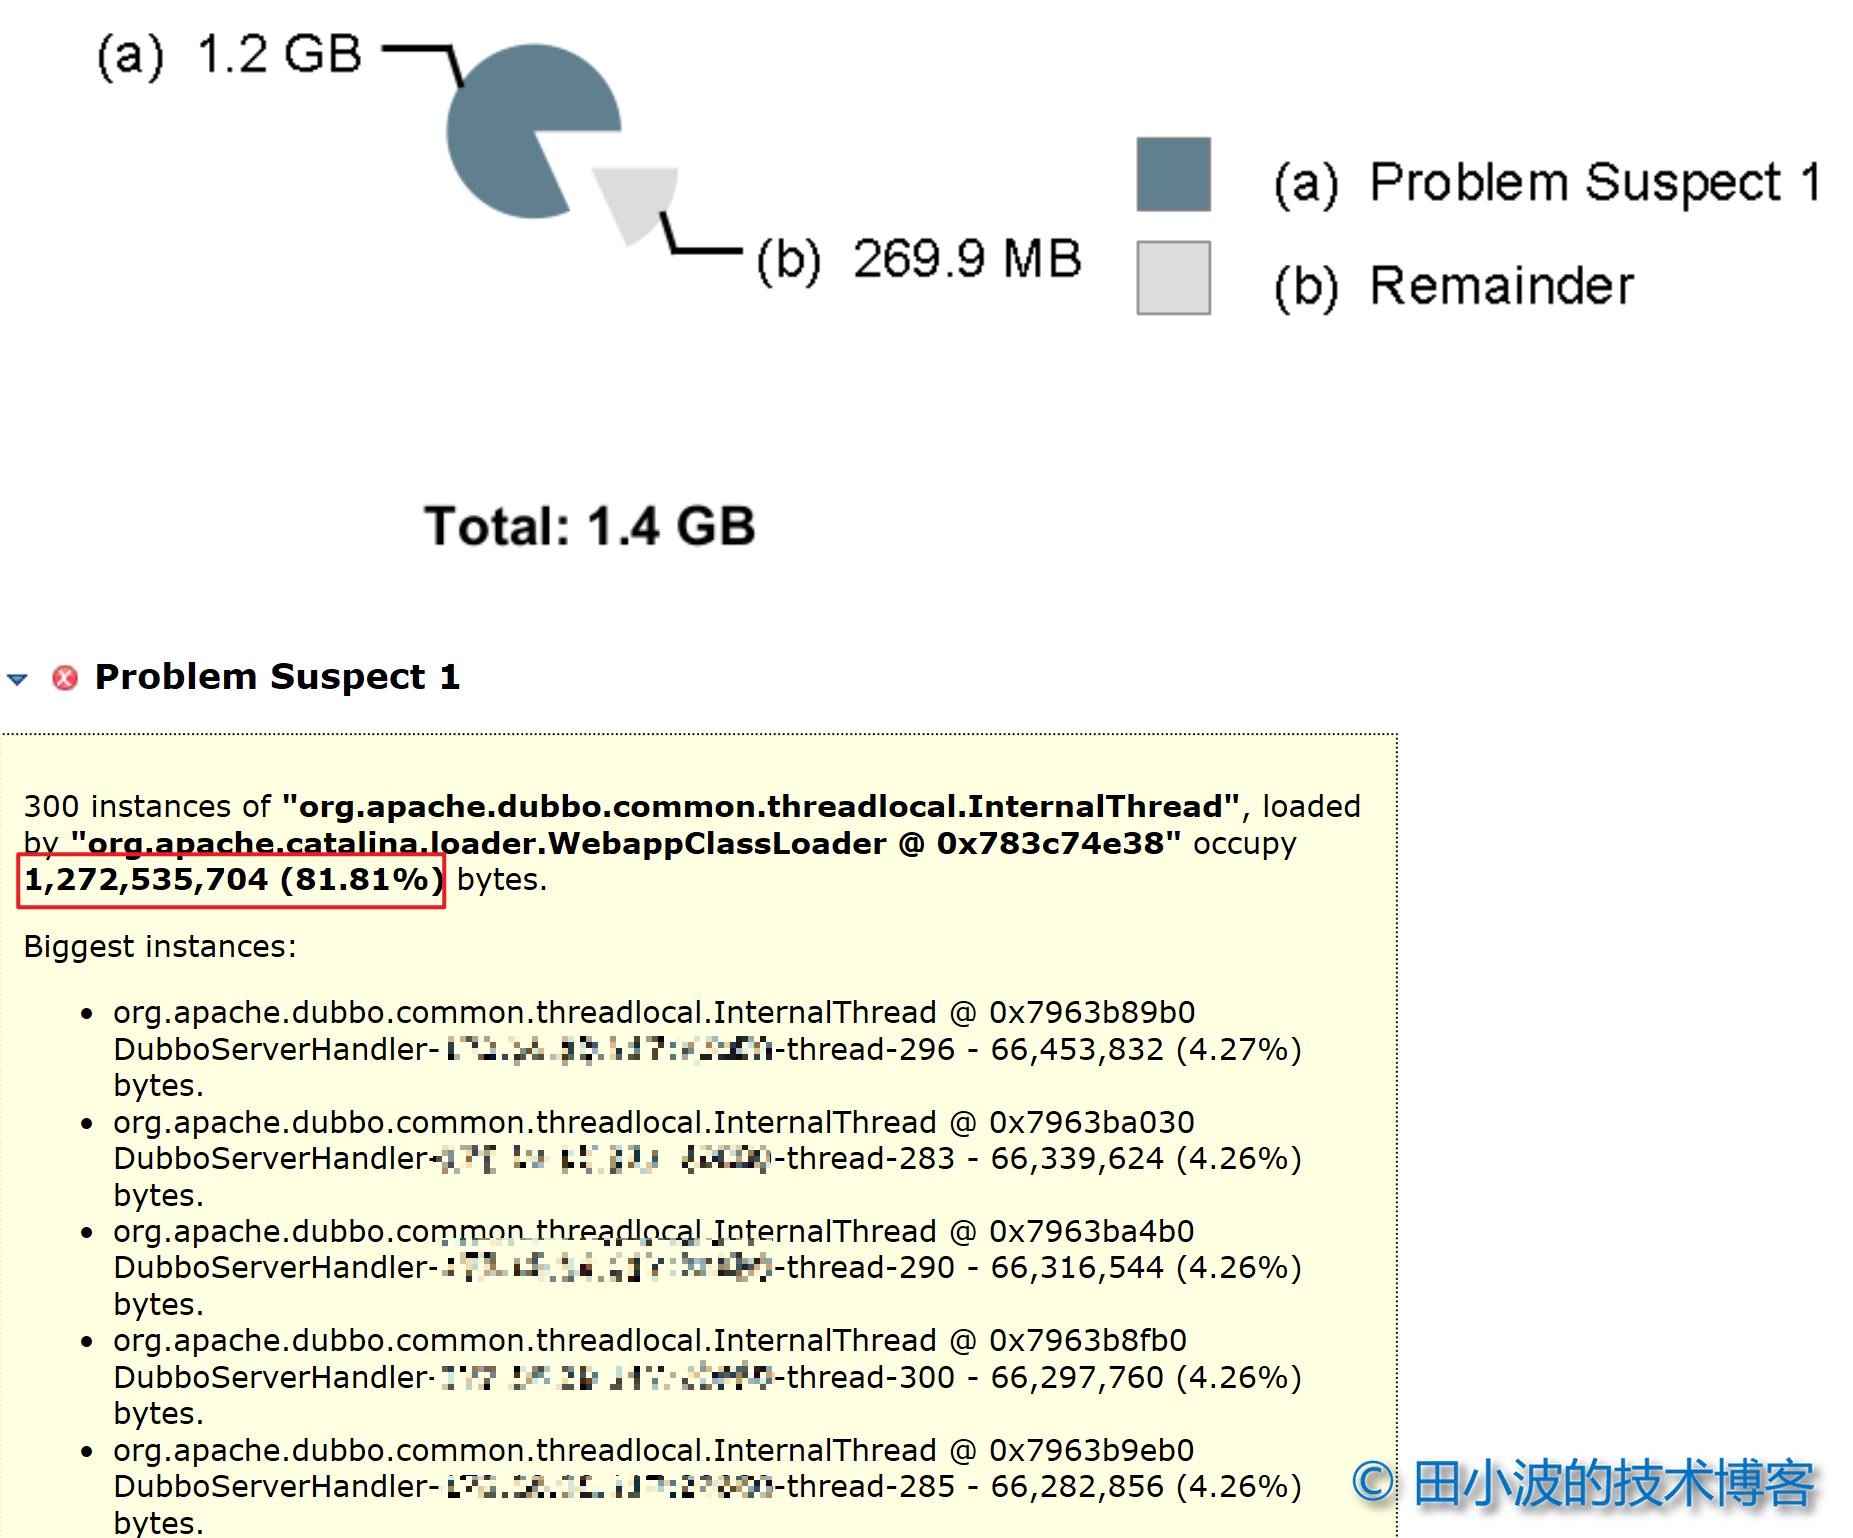 (a) 1.2 GB
(b) 269.9 MB
(a) Problem Suspect 1
(b) Remainder
Total: 1.4 GB
Problem Suspect 1
300 instances of "org.apache.dubbo.common.threadlocal.InternalThread", loaded
by "org.apache.catalina.loader.WebappClassLoader @ 0x783c74e38" occupy
1,272,535,704 (81.81%) bytes.
Biggest instances:
• org.apache.dubbo.common.threadlocal.InternalThread @ 0x7963b89b0
DubboServerHandler- -thread-296 - 66,453,832 (4.27%)
bytes.
• org.apache.dubbo.common.threadlocal.InternalThread @ 0x7963ba030
DubboServerHandler- -thread-283 - 66,339,624 (4.26%)
bytes.
• org.apache.dubbo.common.threadlocal.InternalThread @ 0x7963ba4b0
DubboServerHandler- -thread-290 - 66,316,544 (4.26%)
bytes.
• org.apache.dubbo.common.threadlocal.InternalThread @ 0x7963b8fb0
DubboServerHandler- -thread-300 - 66,297,760 (4.26%)
bytes.
• org.apache.dubbo.common.threadlocal.InternalThread @ 0x7963b9eb0
DubboServerHandler- -thread-285 - 66,282,856 (4.26%)
bytes.
© 田小波的技术博客